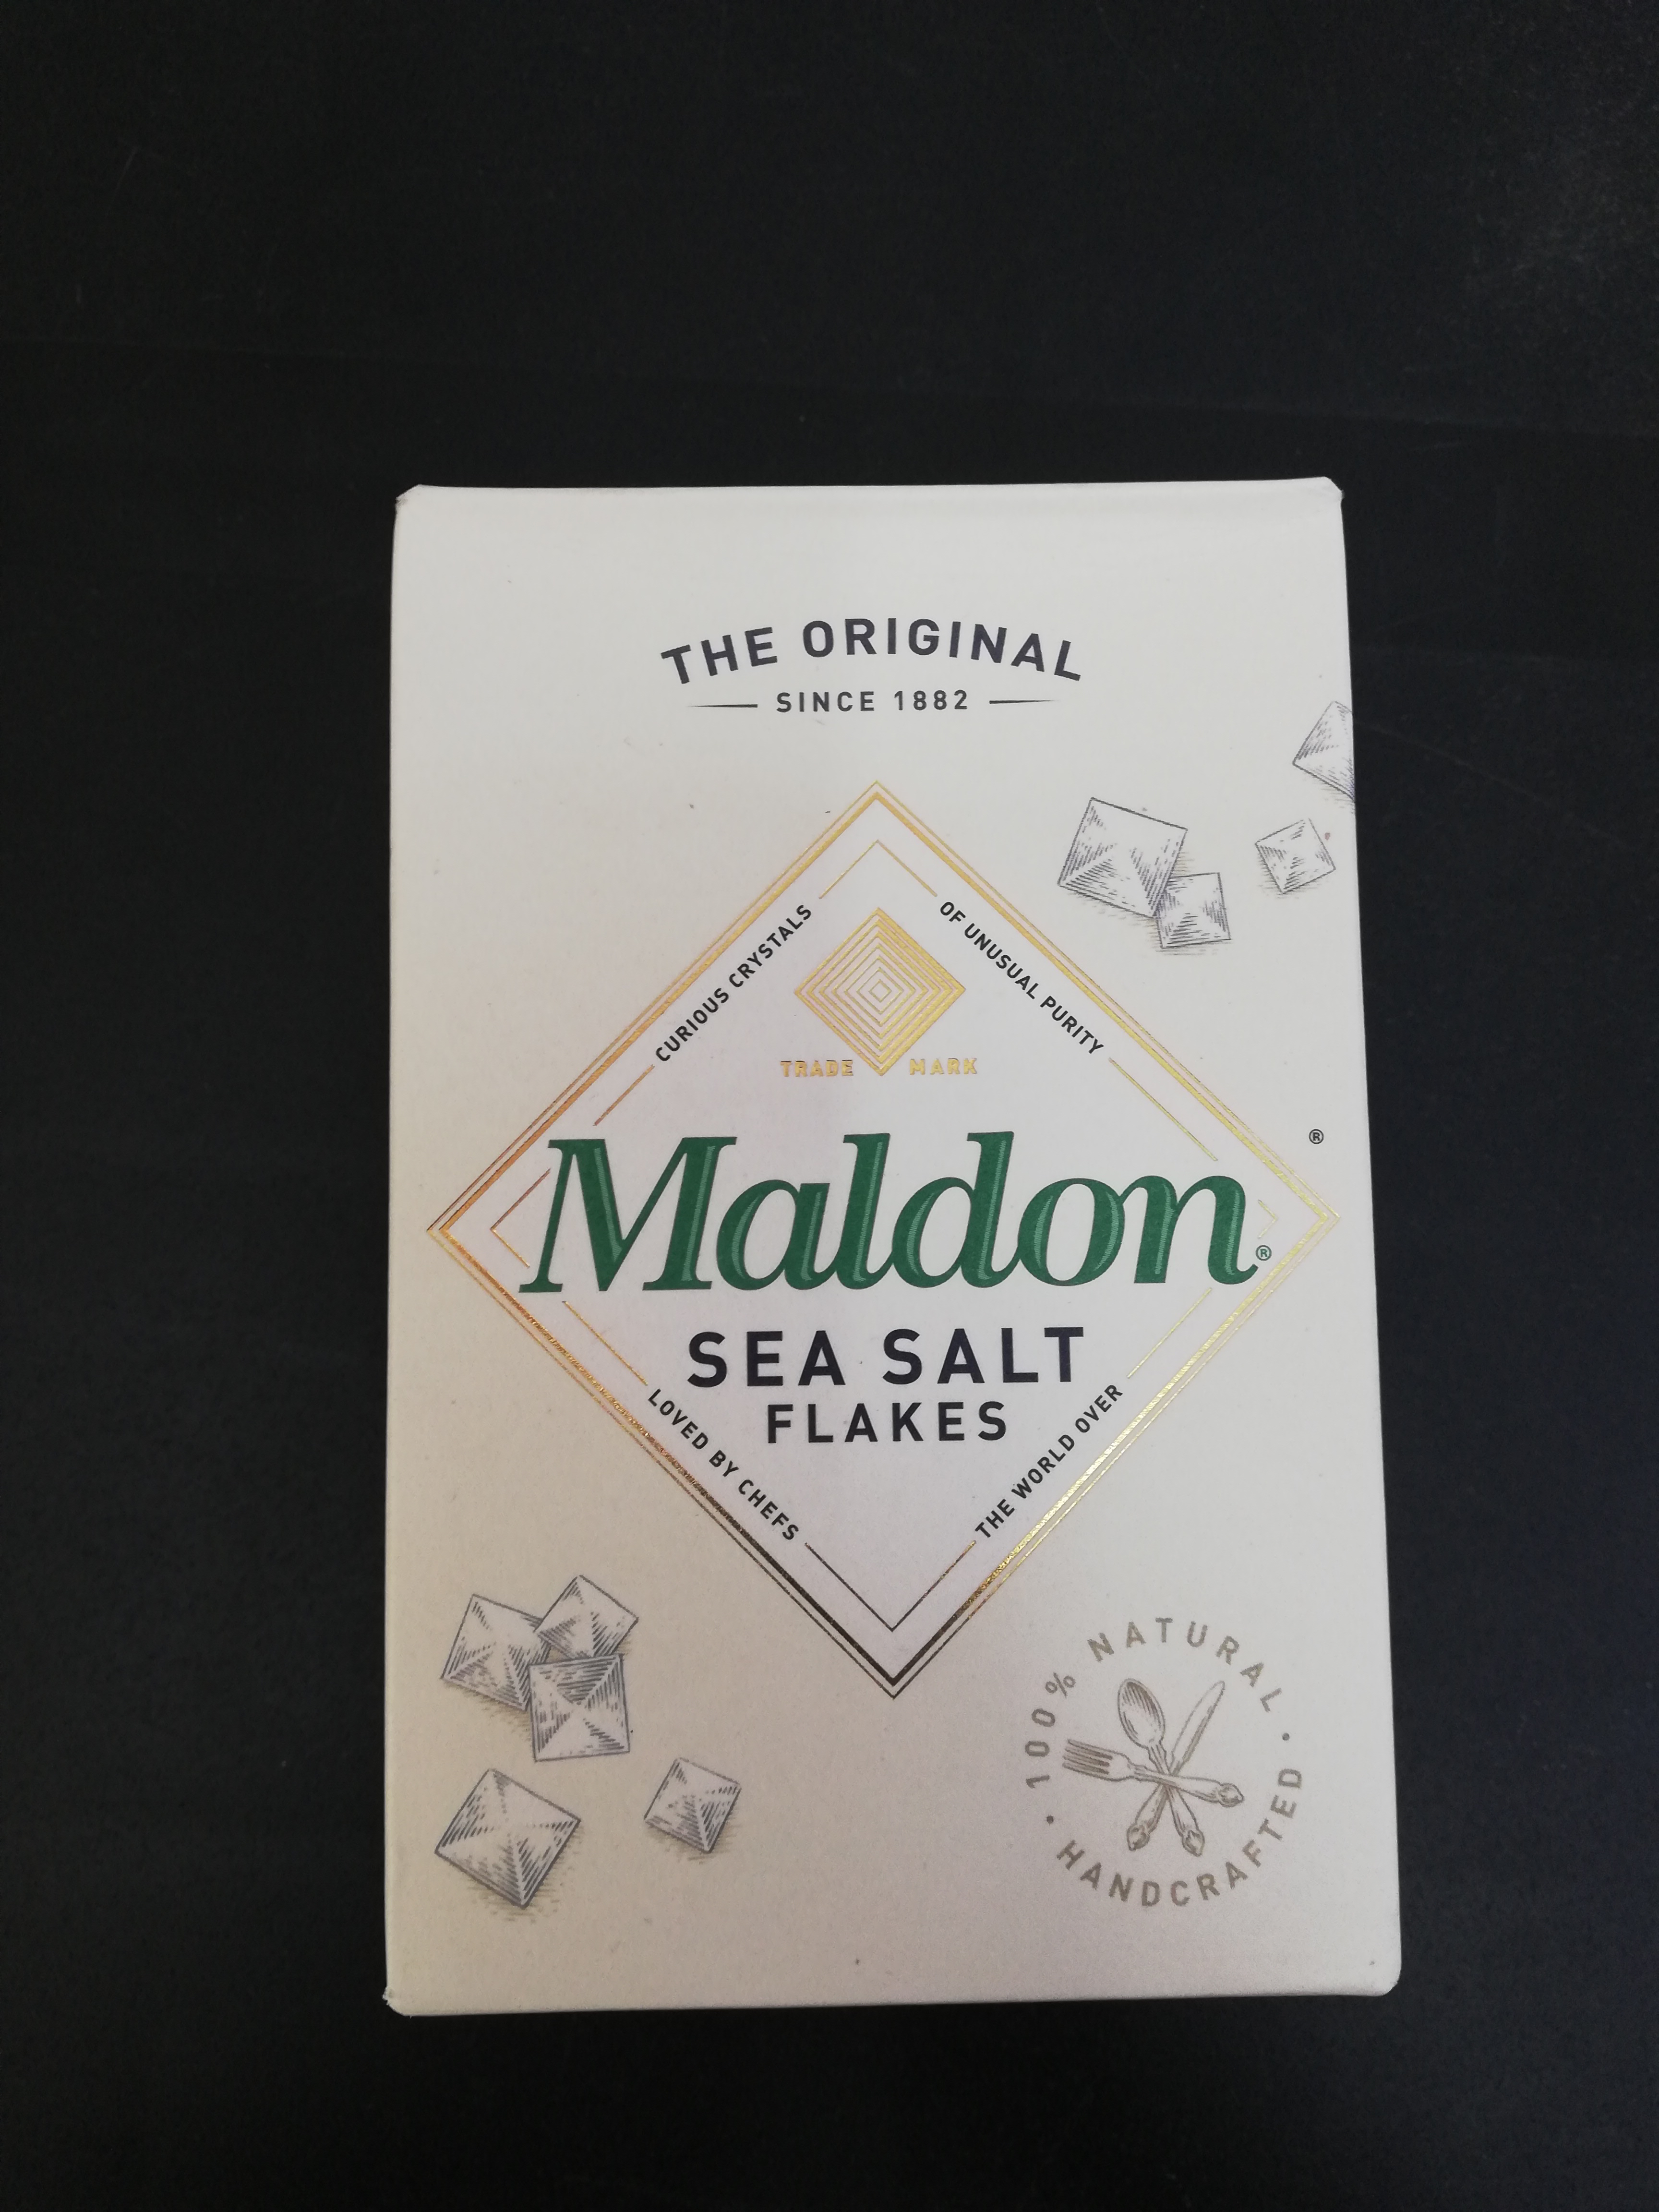 THE ORIGINAL
SINCE 1882
CURIOUS CRYSTALS
OF UNUSUAL PURITY
TRADE MARK
Maldon®
®
SEA SALT
FLAKES
LOVED BY CHEFS
THE WORLD OVER
100% NATURAL • HANDCRAFTED •